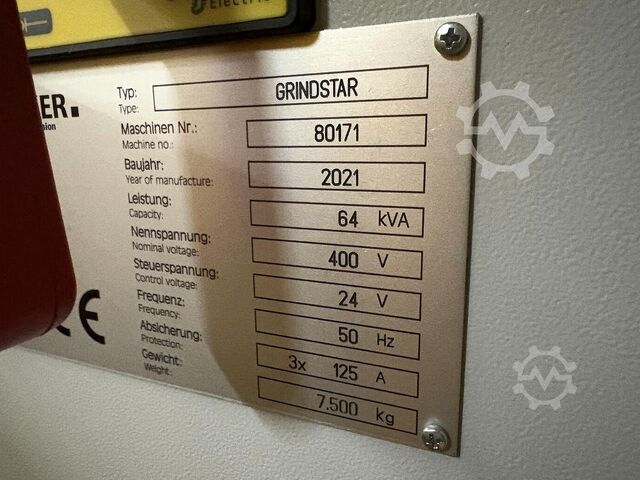 Electric
Typ: GRINDSTAR
Type:
ER.
Maschinen Nr.: 80171
Machine no.:
Baujahr: 2021
Year of manufacture:
Leistung: 64 kVA
Capacity:
Nennspannung: 400 V
Nominal voltage:
Steuerspannung: 24 V
Control voltage:
Frequenz: 50 Hz
Frequency:
Absicherung: 3x 125 A
Protection:
Gewicht: 7.500 kg
Weight:
CE